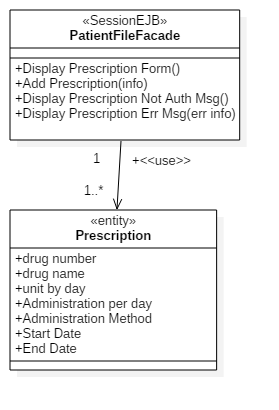 «SessionEJB»
PatientFileFacade
+Display Prescription Form()
+Add Prescription(info)
+Display Prescription Not Auth Msg()
+Display Prescription Err Msg(err info)
1
+<<use>>
1..*
«entity»
Prescription
+drug number
+drug name
+unit by day
+Administration per day
+Administration Method
+Start Date
+End Date